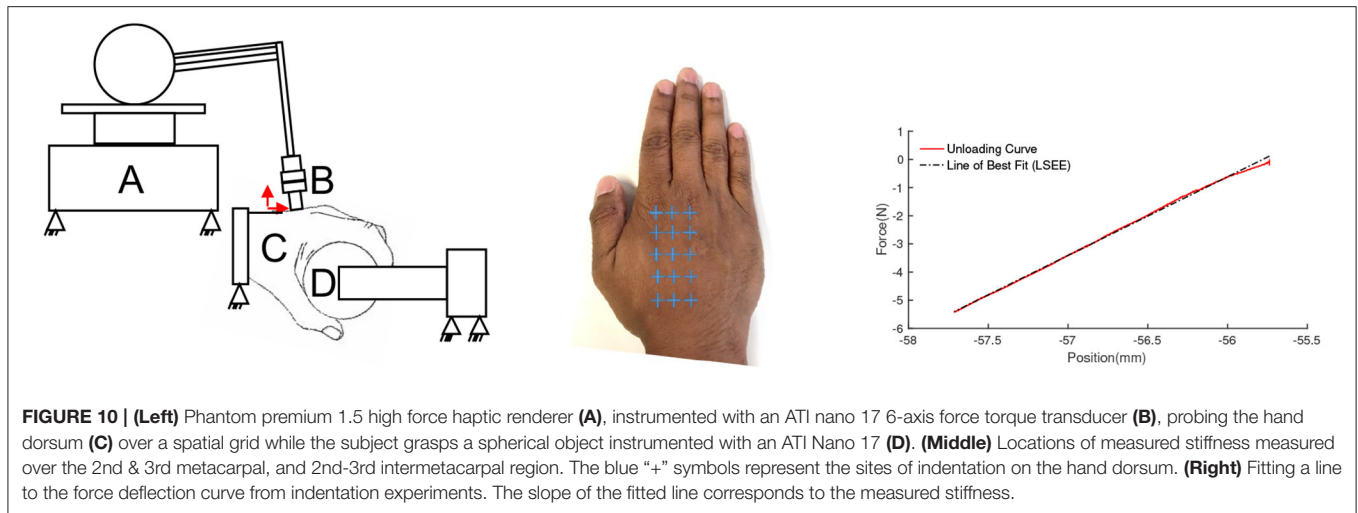 A
B
C
D
1
0
-1
-2
-3
-4
-5
-6
Force(N)
Unloading Curve
Line of Best Fit (LSEE)
-58
-57.5
-57
-56.5
-56
-55.5
Position(mm)
FIGURE 10 | (Left) Phantom premium 1.5 high force haptic renderer (A), instrumented with an ATI nano 17 6-axis force torque transducer (B), probing the hand
dorsum (C) over a spatial grid while the subject grasps a spherical object instrumented with an ATI Nano 17 (D). (Middle) Locations of measured stiffness measured
over the 2nd & 3rd metacarpal, and 2nd-3rd intermetacarpal region. The blue “+” symbols represent the sites of indentation on the hand dorsum. (Right) Fitting a line
to the force deflection curve from indentation experiments. The slope of the fitted line corresponds to the measured stiffness.